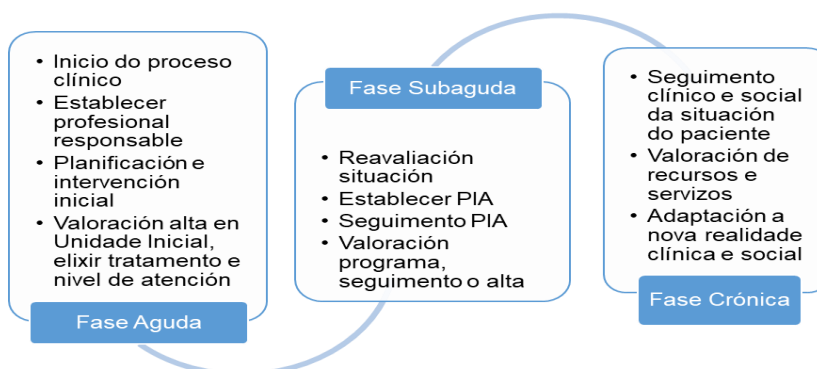 • Inicio do proceso
clínico
• Establecer
profesional
responsable
• Planificación e
intervención
inicial
• Valoración alta en
Unidade Inicial,
elixir tratamento e
nivel de atención
Fase Aguda
Fase Subaguda
• Reavaliación
situación
• Establecer PIA
• Seguimento PIA
• Valoración
programa,
seguimento o alta
• Seguimento
clínico e social
da situación
do paciente
• Valoración de
recursos e
servizos
• Adaptación a
nova realidade
clínica e social
Fase Crónica